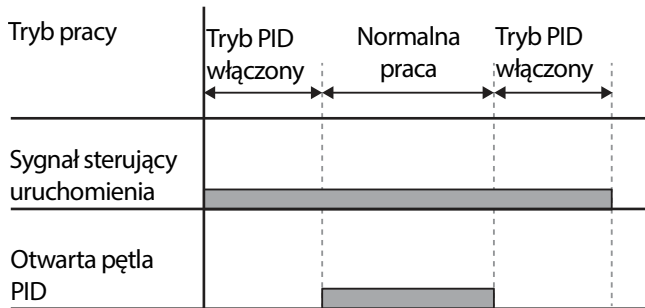 Tryb pracy
Tryb PID
włączony
Normalna
praca
Tryb PID
włączony
Sygnał sterujący
uruchomienia
Otwarta pętla
PID